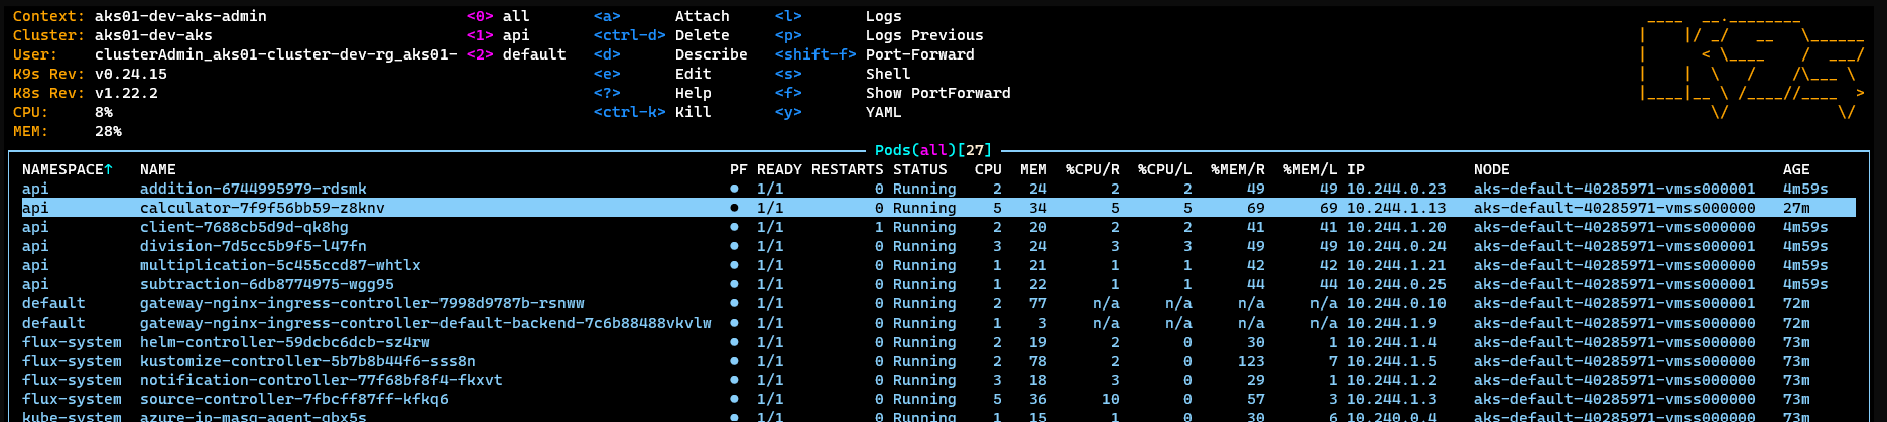 Context: aks01-dev-aks-admin <0> all <a> Attach <l> Logs
Cluster: aks01-dev-aks <1> api <ctrl-d> Delete <p> Logs Previous
User: clusterAdmin_aks01-cluster-dev-rg_aks01- <2> default <d> Describe <shift-f> Port-Forward
K9s Rev: v0.24.15 <e> Edit <s> Shell
K8s Rev: v1.22.2 <?> Help <f> Show PortForward
CPU: 8% <ctrl-k> Kill <y> YAML
MEM: 28%
Pods(all)[27]
NAMESPACE↑ NAME PF READY RESTARTS STATUS CPU MEM %CPU/R %CPU/L %MEM/R %MEM/L IP NODE AGE
api addition-6744995979-rdsmk ● 1/1 0 Running 2 24 2 2 49 49 10.244.0.23 aks-default-40285971-vmss000001 4m59s
api calculator-7f9f56bb59-z8knv ● 1/1 0 Running 5 34 5 5 69 69 10.244.1.13 aks-default-40285971-vmss000000 27m
api client-7688cb5d9d-qk8hg ● 1/1 1 Running 2 20 2 2 41 41 10.244.1.20 aks-default-40285971-vmss000000 4m59s
api division-7d5cc5b9f5-l47fn ● 1/1 0 Running 3 24 3 3 49 49 10.244.0.24 aks-default-40285971-vmss000001 4m59s
api multiplication-5c455ccd87-whtlx ● 1/1 0 Running 1 21 1 1 42 42 10.244.1.21 aks-default-40285971-vmss000000 4m59s
api subtraction-6db8774975-wgg95 ● 1/1 0 Running 1 22 1 1 44 44 10.244.0.25 aks-default-40285971-vmss000001 4m59s
default gateway-nginx-ingress-controller-7998d9787b-rsnww ● 1/1 0 Running 2 77 n/a n/a n/a n/a 10.244.0.10 aks-default-40285971-vmss000001 72m
default gateway-nginx-ingress-controller-default-backend-7c6b88488vkvlw ● 1/1 0 Running 1 3 n/a n/a n/a n/a 10.244.1.9 aks-default-40285971-vmss000000 72m
flux-system helm-controller-59dcbc6dcb-sz4rw ● 1/1 0 Running 2 19 2 0 30 1 10.244.1.4 aks-default-40285971-vmss000000 73m
flux-system kustomize-controller-5b7b8b44f6-sss8n ● 1/1 0 Running 2 78 2 0 123 7 10.244.1.5 aks-default-40285971-vmss000000 73m
flux-system notification-controller-77f68bf8f4-fkxvt ● 1/1 0 Running 3 18 3 0 29 1 10.244.1.2 aks-default-40285971-vmss000000 73m
flux-system source-controller-7fbcff87ff-kfkq6 ● 1/1 0 Running 5 36 10 0 57 3 10.244.1.3 aks-default-40285971-vmss000000 73m
kube-system azure-ip-masq-agent-gbx5s ● 1/1 0 Running 1 15 1 0 30 6 10.240.0.4 aks-default-40285971-vmss000000 73m